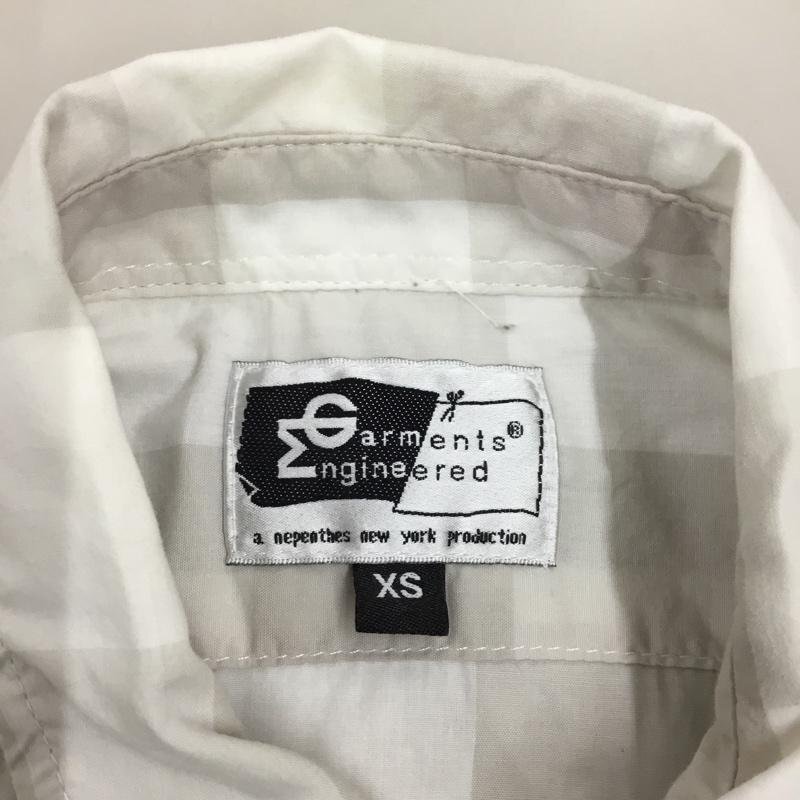 Garments®
Engineered
a nepenthes new york production
XS